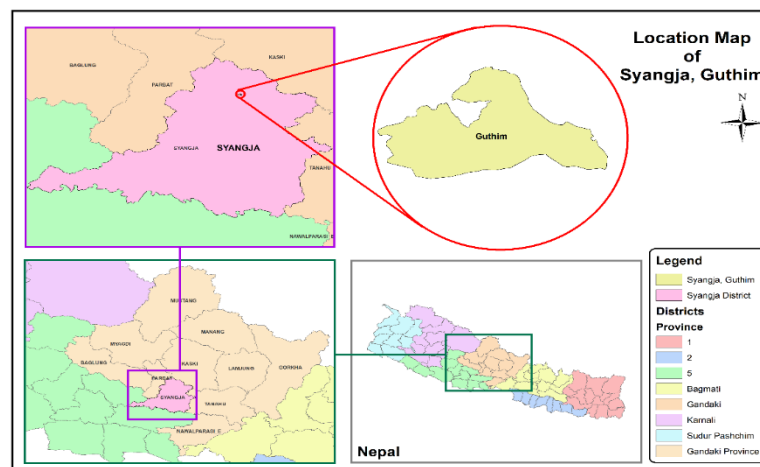 Location Map
of
Syangja, Guthim
N
BAGLUNG
KASKI
PARBAT
SYANGJA
SYANGJA
TANAHU
NAWALPARASI E
Guthim
MUSTANG
MANANG
MYAGDI
BAGLUNG
KASKI
LAMJUNG
GORKHA
PARBAT
SYANGJA
TANAHU
NAWALPARASI E
Nepal
Legend
Syangja, Guthim
Syangja District
Districts
Province
1
2
5
Bagmati
Gandaki
Karnali
Sudur Pashchim
Gandaki Province